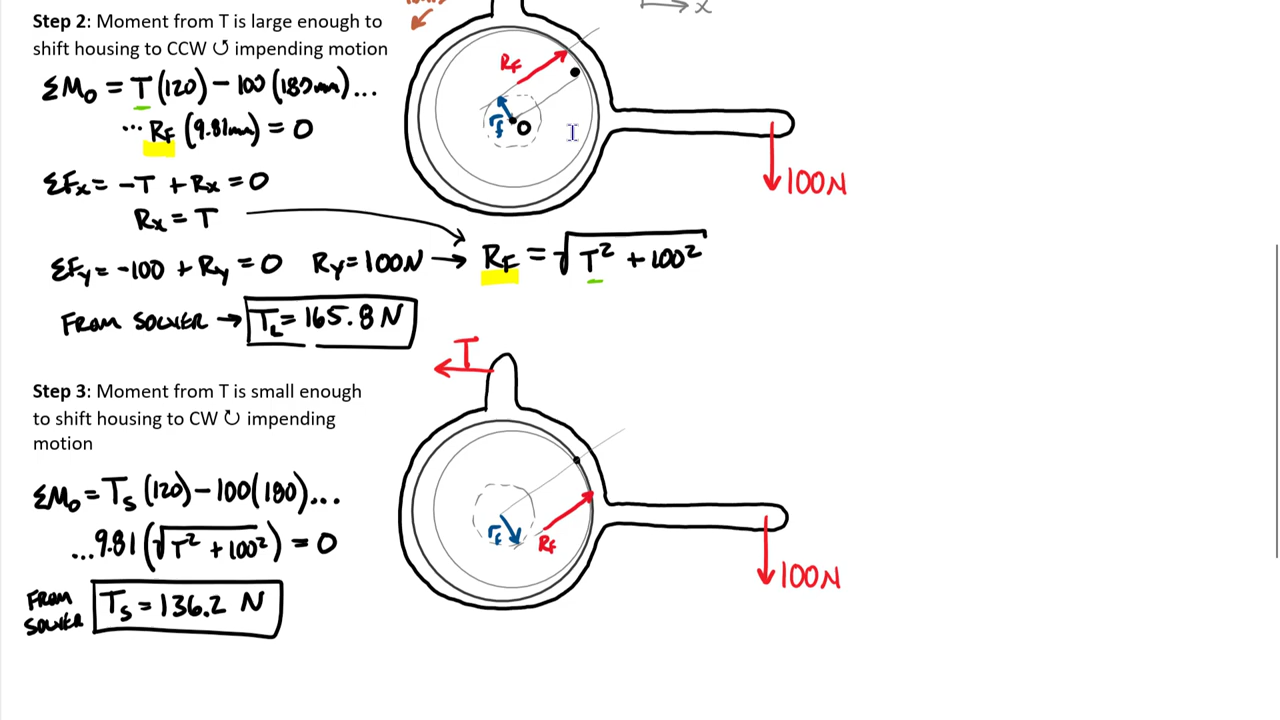 Step 2: Moment from T is large enough to
shift housing to CCW ↺ impending motion
ΣM₀ = T (120) − 100 (180mm) ...
... RF (9.81mm) = 0
ΣFx = −T + Rx = 0
Rx = T
ΣFy = −100 + Ry = 0 Ry = 100N → RF = √T² + 100²
FROM SOLVER → TL = 165.8 N
x
RF
rf
O
100N
Step 3: Moment from T is small enough
to shift housing to CW ↻ impending
motion
ΣM₀ = Ts (120) − 100(180) ...
... 9.81 (√T² + 100²) = 0
FROM
SOLVER
Ts = 136.2 N
T
rf
RF
100N